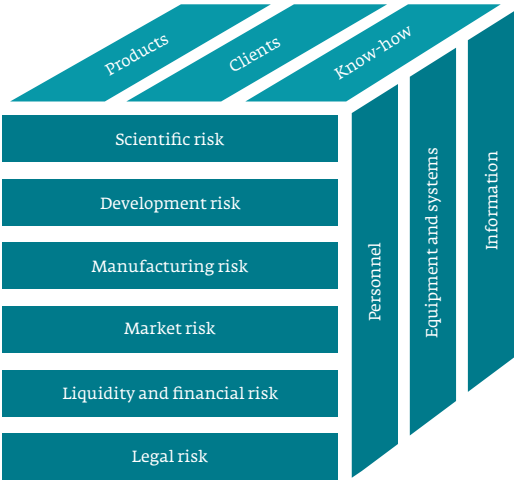 Products
Clients
Know-how
Scientific risk
Development risk
Manufacturing risk
Market risk
Liquidity and financial risk
Legal risk
Personnel
Equipment and systems
Information